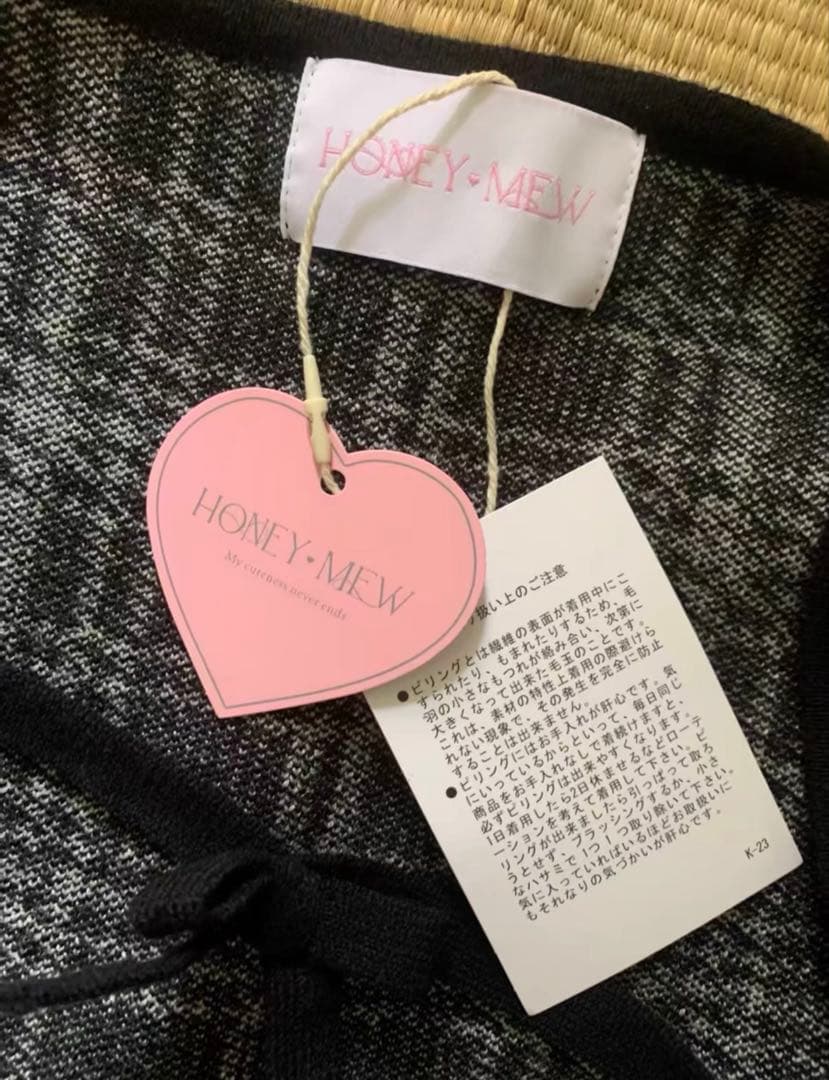 HONEY♥MEW
HONEY♥MEW
My cuteness never ends
扱い上のご注意
●ピリングとは繊維の表面が着用中にこ
すられたり、もまれたりするため、毛
羽の小さなもつれが絡み合い、次第に
大きくなって出来た毛玉のことです。
これは、素材の特性上着用の際避けら
れない現象で、その発生を完全に防止
することは出来ません。
●ピリングにはお手入れが肝心です。気
にいっているからといって、毎日同じ
商品をお手入れなしで着続けますと、
必ずピリングは出来やすくなります。
1日着用したら2日休ませるなどローテ
ーションを考えて着用して下さい。ピ
リングが出来ましたら引っぱって取ろ
うとせず、ブラッシングするか、小さ
なハサミで1つ1つ取り除いて下さい。
気に入っていればいるほどお取扱いに
もそれなりの気づかいが肝心です。
K-23